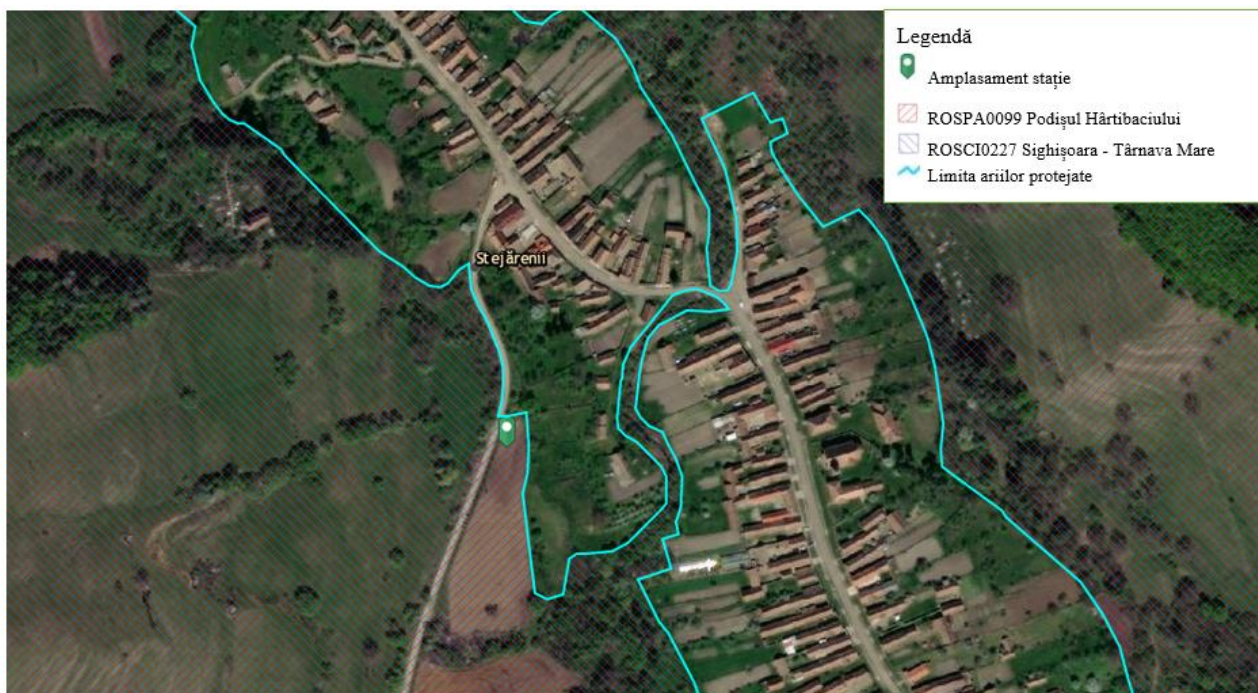 Legendă
Amplasament stație
ROSPA0099 Podișul Hârtibaciului
ROSCI0227 Sighișoara - Târnava Mare
Limita ariilor protejate
Stejărenii